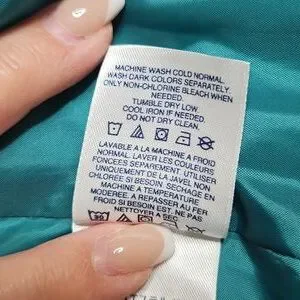 MACHINE WASH COLD NORMAL.
WASH DARK COLORS SEPARATELY.
ONLY NON-CHLORINE BLEACH WHEN
NEEDED.
TUMBLE DRY LOW.
COOL IRON IF NEEDED.
DO NOT DRY CLEAN.
LAVABLE A LA MACHINE A FROID
NORMAL. LAVER LES COULEURS
FONCEES SEPAREMENT. UTILISER
UNIQUEMENT DE LA JAVEL NON
CHLOREE SI BESOIN. SECHAGE EN
MACHINE A TEMPERATURE
MODEREE. A REPASSER AU FER
FROID SI BESOIN EST. NE PAS
NETTOYER A SEC